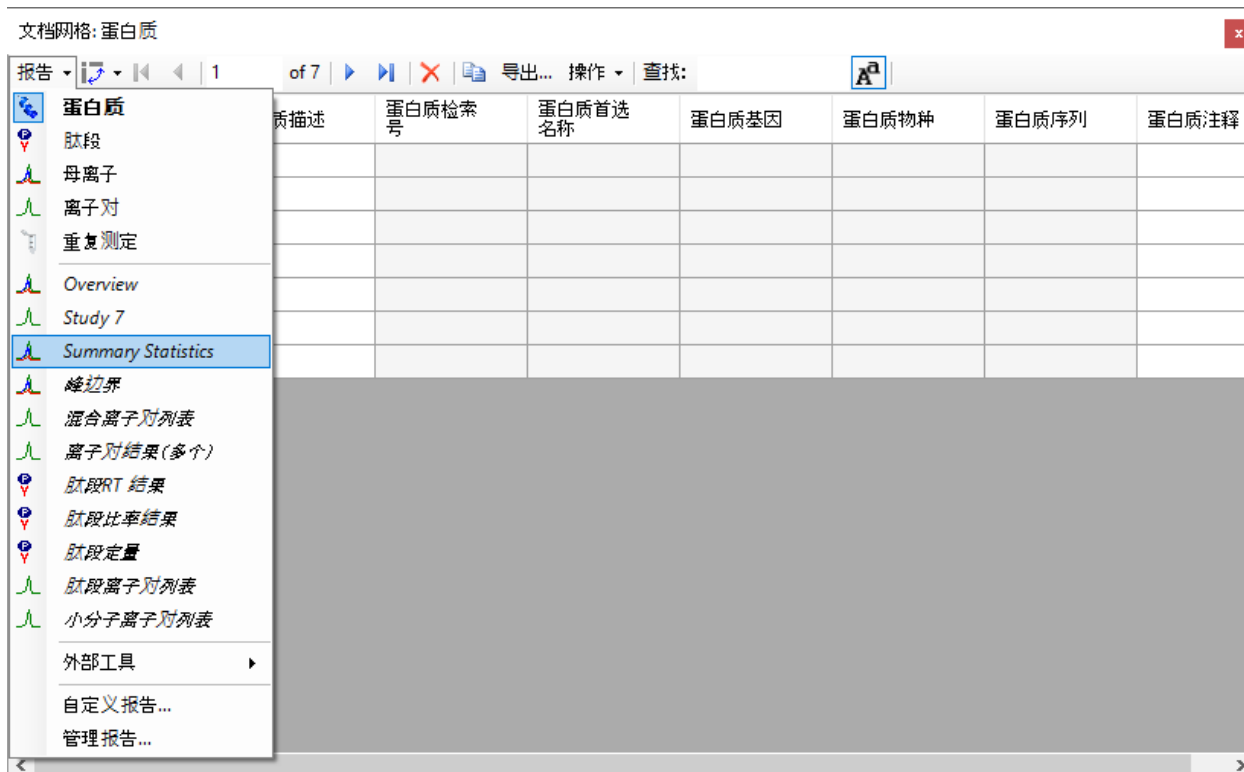 文档网格: 蛋白质
x
报告 1 of 7 导出... 操作 查找: Aa
蛋白质
肽段
母离子
离子对
重复测定
Overview
Study 7
Summary Statistics
峰边界
混合离子对列表
离子对结果(多个)
肽段RT 结果
肽段比率结果
肽段定量
肽段离子对列表
小分子离子对列表
外部工具
自定义报告...
管理报告...
质描述
蛋白质检索
号
蛋白质首选
名称
蛋白质基因
蛋白质物种
蛋白质序列
蛋白质注释